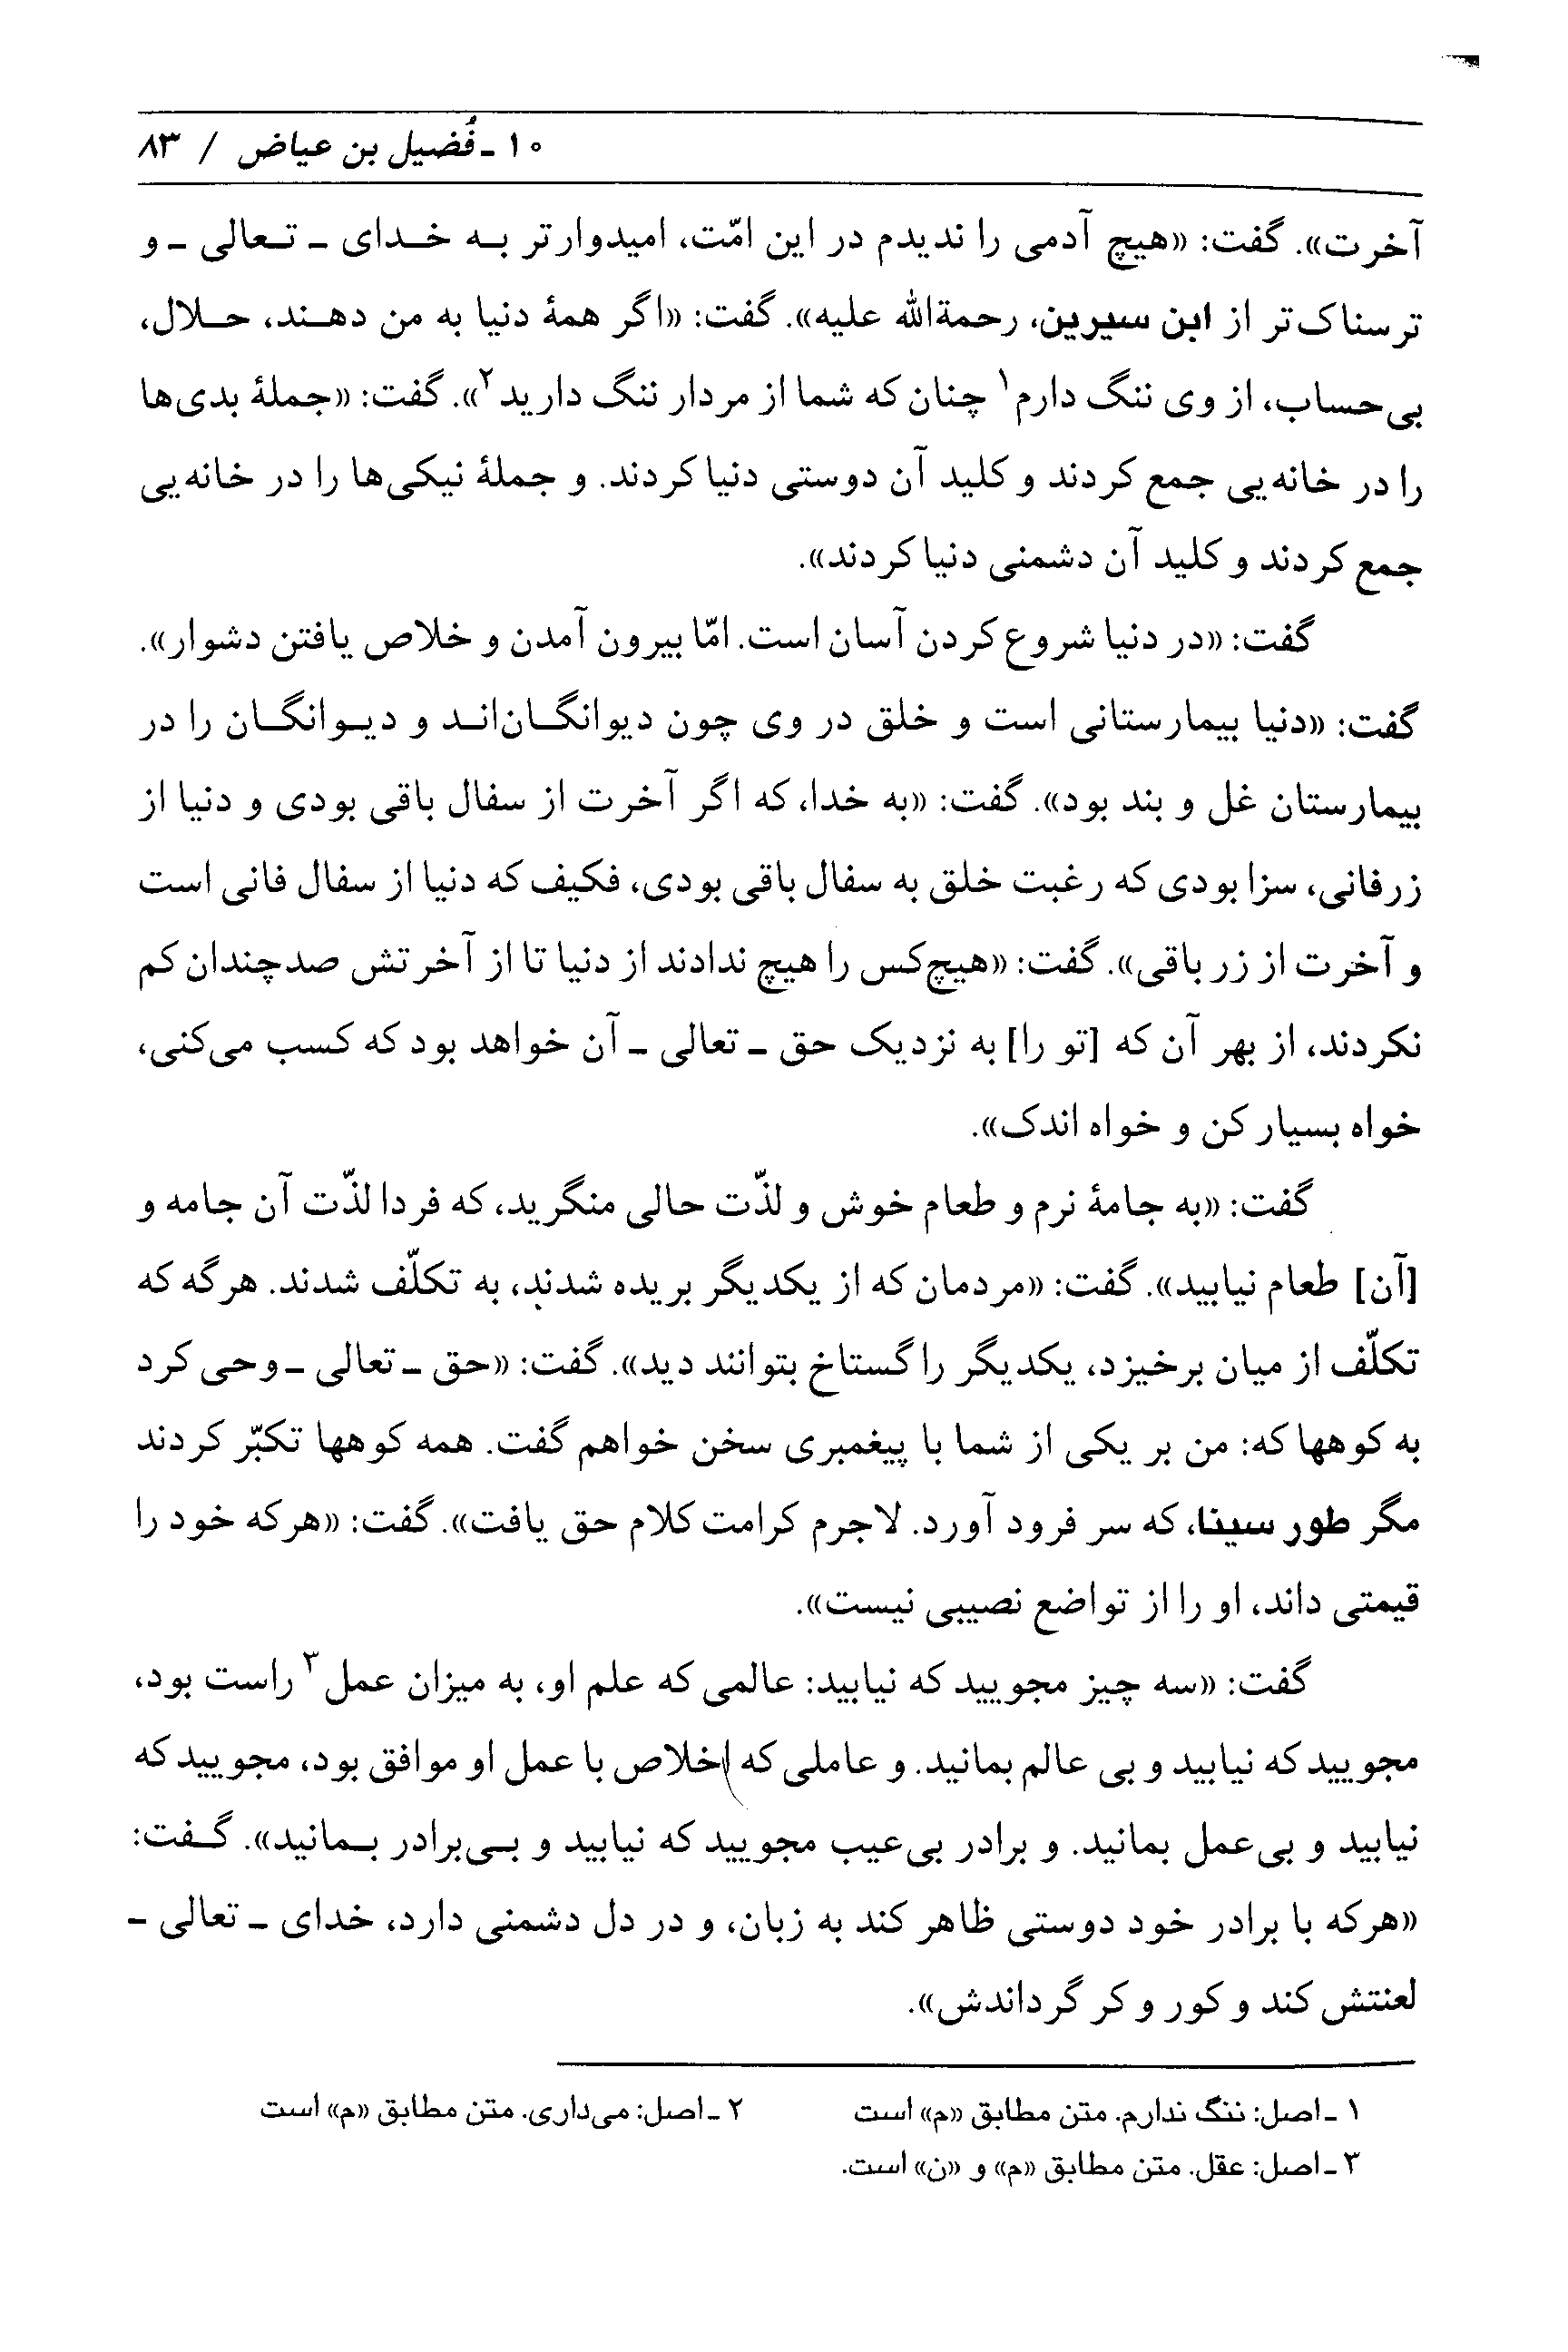 ۱۰ ـ فُضیل بن عیاض / ۸۳
آخرت». گفت: «هیچ آدمی را ندیدم در این امّت، امیدوارتر به خدای ـ تعالی ـ و
ترسناک‌تر از ابن سیرین، رحمةالله علیه». گفت: «اگر همهٔ دنیا به من دهند، حلال،
بی‌حساب، از وی ننگ دارم۱ چنان که شما از مردار ننگ دارید۲». گفت: «جملهٔ بدی‌ها
را در خانه‌یی جمع کردند و کلید آن دوستی دنیا کردند. و جملهٔ نیکی‌ها را در خانه‌یی
جمع کردند و کلید آن دشمنی دنیا کردند».
گفت: «در دنیا شروع کردن آسان است. امّا بیرون آمدن و خلاص یافتن دشوار».
گفت: «دنیا بیمارستانی است و خلق در وی چون دیوانگان‌اند و دیوانگان را در
بیمارستان غل و بند بود». گفت: «به خدا، که اگر آخرت از سفال باقی بودی و دنیا از
زر فانی، سزا بودی که رغبت خلق به سفال باقی بودی، فکیف که دنیا از سفال فانی است
و آخرت از زر باقی». گفت: «هیچ‌کس را هیچ ندادند از دنیا تا از آخرتش صدچندان کم
نکردند، از بهر آن که [تو را] به نزدیک حق ـ تعالی ـ آن خواهد بود که کسب می‌کنی،
خواه بسیار کن و خواه اندک».
گفت: «به جامهٔ نرم و طعام خوش و لذّت حالی منگرید، که فردا لذّت آن جامه و
[آن] طعام نیابید». گفت: «مردمان که از یکدیگر بریده شدند، به تکلّف شدند. هرگه که
تکلّف از میان برخیزد، یکدیگر را گستاخ بتوانند دید». گفت: «حق ـ تعالی ـ وحی کرد
به کوهها که: من بر یکی از شما با پیغمبری سخن خواهم گفت. همه کوهها تکبّر کردند
مگر طور سینا، که سر فرود آورد. لاجرم کرامت کلام حق یافت». گفت: «هرکه خود را
قیمتی داند، او را از تواضع نصیبی نیست».
گفت: «سه چیز مجویید که نیابید: عالمی که علم او، به میزان عمل۳ راست بود،
مجویید که نیابید و بی عالم بمانید. و عاملی که اخلاص با عمل او موافق بود، مجویید که
نیابید و بی‌عمل بمانید. و برادر بی‌عیب مجویید که نیابید و بی‌برادر بمانید». گفت:
«هرکه با برادر خود دوستی ظاهر کند به زبان، و در دل دشمنی دارد، خدای ـ تعالی ـ
لعنتش کند و کور و کر گرداندش».
۱ ـ اصل: ننگ ندارم. متن مطابق «م» است
۲ ـ اصل: می‌داری. متن مطابق «م» است
۳ ـ اصل: عقل. متن مطابق «م» و «ن» است.